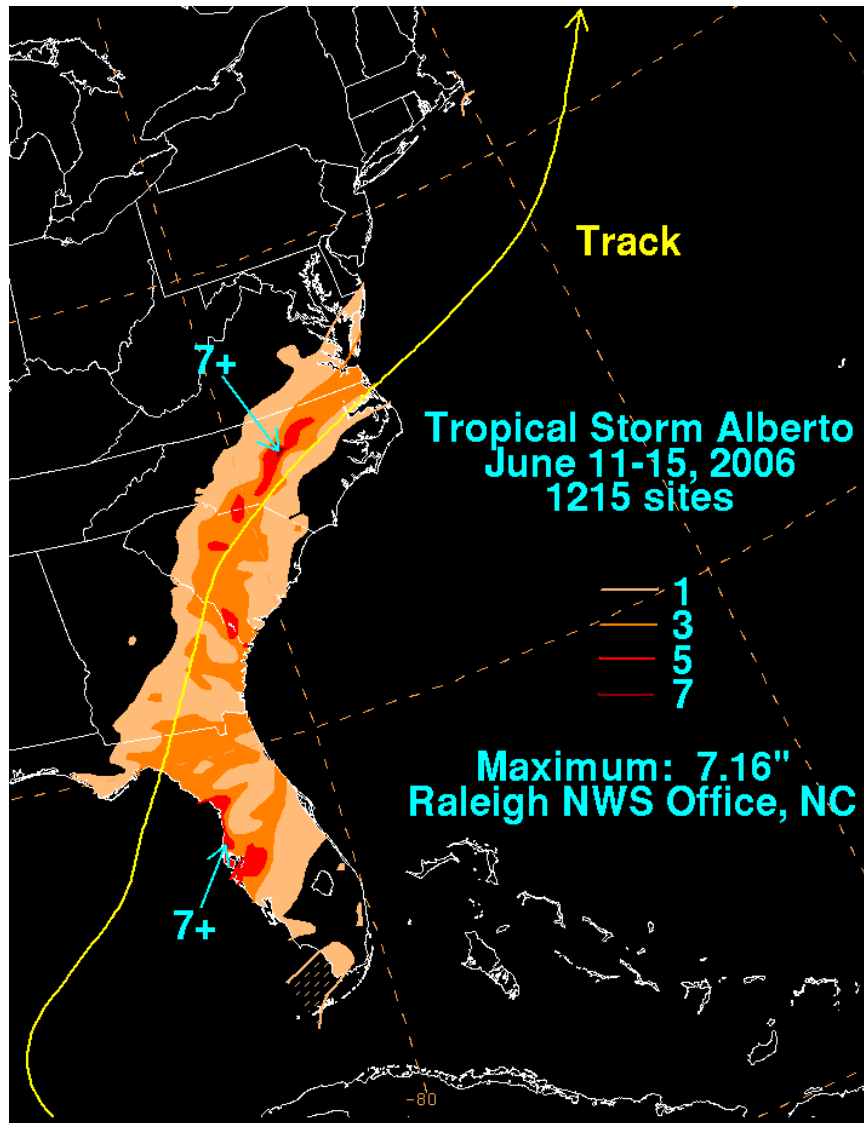 Track
7+
Tropical Storm Alberto
June 11-15, 2006
1215 sites
1
3
5
7
Maximum: 7.16"
Raleigh NWS Office, NC
7+
-80